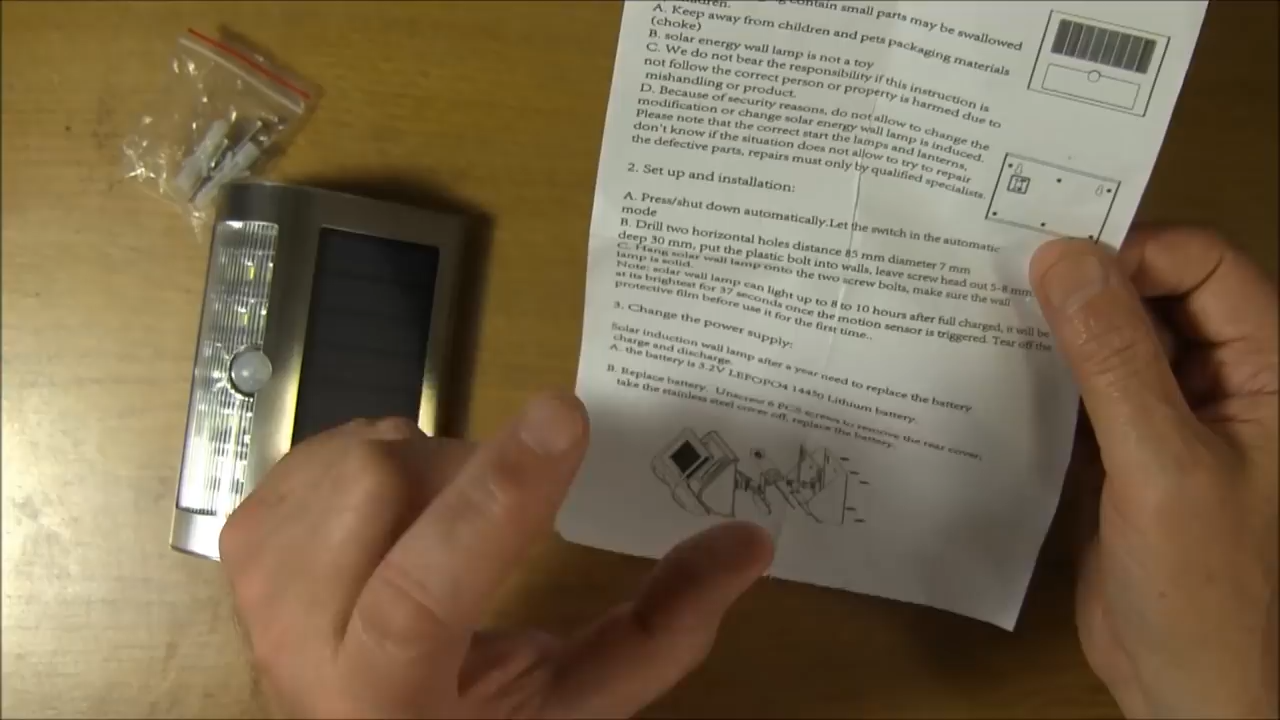 contain small parts may be swallowed
children.
A. Keep away from children and pets packaging materials
(choke)
B. solar energy wall lamp is not a toy
C. We do not bear the responsibility if this instruction is
not follow the correct person or property is harmed due to
mishandling or product.
D. Because of security reasons, do not allow to change the
modification or change solar energy wall lamp is induced.
Please note that the correct start the lamps and lanterns,
don't know if the situation does not allow to try to repair
the defective parts, repairs must only by qualified specialists.
2. Set up and installation:
A. Press/shut down automatically.Let the switch in the automatic
mode
B. Drill two horizontal holes distance 85 mm diameter 7 mm
deep 30 mm, put the plastic bolt into walls, leave screw head out 5-8 mm
C. Hang solar wall lamp onto the two screw bolts, make sure the wall
lamp is solid.
Note: solar wall lamp can light up to 8 to 10 hours after full charged, it will be
at its brightest for 37 seconds once the motion sensor is triggered. Tear off the
protective film before use it for the first time..
3. Change the power supply:
Solar induction wall lamp after a year need to replace the battery
charge and discharge.
A. the battery is 3.2V LEPOPO4 14450 Lithium battery.
B. Replace battery. Unscrew 6 PCS screws to remove the rear cover;
take the stainless steel cover off, replace the battery.